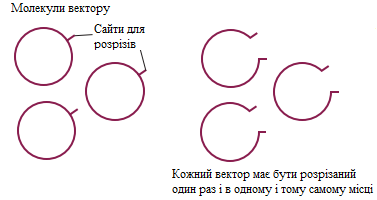 Молекули вектору
Сайти для
розрізів
Кожний вектор має бути розрізаний
один раз і в одному і тому самому місці